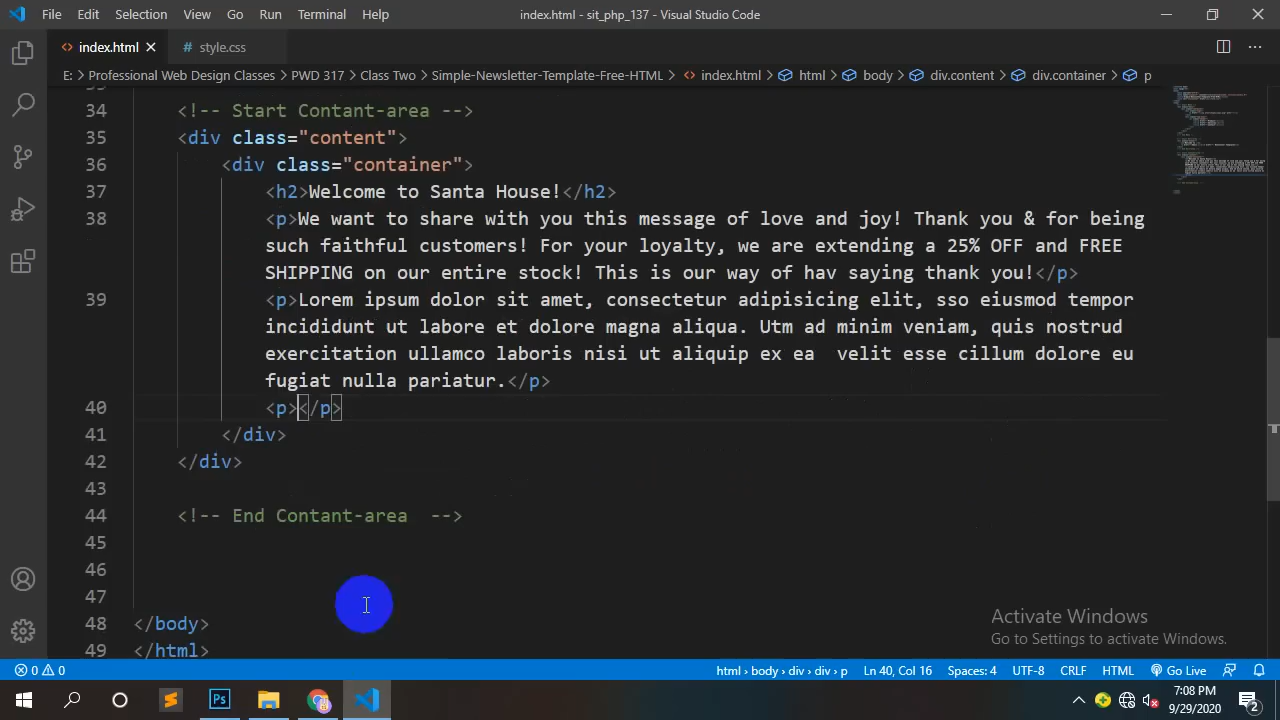 File Edit Selection View Go Run Terminal Help index.html - sit_php_137 - Visual Studio Code
index.html style.css
E: > Professional Web Design Classes > PWD 317 > Class Two > Simple-Newsletter-Template-Free-HTML > index.html > html > body > div.content > div.container > p
33
34 <!-- Start Contant-area -->
35 <div class="content">
36 <div class="container">
37 <h2>Welcome to Santa House!</h2>
38 <p>We want to share with you this message of love and joy! Thank you & for being
such faithful customers! For your loyalty, we are extending a 25% OFF and FREE
SHIPPING on our entire stock! This is our way of hav saying thank you!</p>
39 <p>Lorem ipsum dolor sit amet, consectetur adipisicing elit, sso eiusmod tempor
incididunt ut labore et dolore magna aliqua. Utm ad minim veniam, quis nostrud
exercitation ullamco laboris nisi ut aliquip ex ea  velit esse cillum dolore eu
fugiat nulla pariatur.</p>
40 <p></p>
41 </div>
42 </div>
43
44 <!-- End Contant-area  -->
45
46
47
48 </body>
49 </html>
Activate Windows
Go to Settings to activate Windows.
0 0 html > body > div > div > p Ln 40, Col 16 Spaces: 4 UTF-8 CRLF HTML Go Live
Ps 7:08 PM
9/29/2020 2